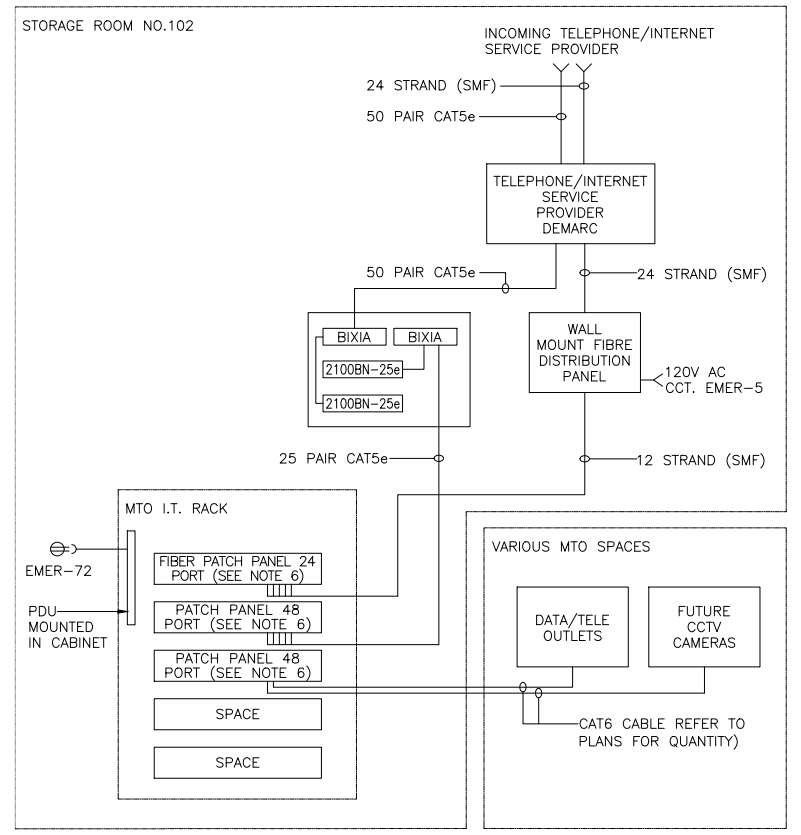 STORAGE ROOM NO.102
INCOMING TELEPHONE/INTERNET
SERVICE PROVIDER
24 STRAND (SMF)
50 PAIR CAT5e
TELEPHONE/INTERNET
SERVICE
PROVIDER
DEMARC
50 PAIR CAT5e
24 STRAND (SMF)
BIXIA
BIXIA
2100BN-25e
2100BN-25e
WALL
MOUNT FIBRE
DISTRIBUTION
PANEL
120V AC
CCT. EMER-5
25 PAIR CAT5e
12 STRAND (SMF)
MTO I.T. RACK
EMER-72
PDU
MOUNTED
IN CABINET
FIBER PATCH PANEL 24
PORT (SEE NOTE 6)
PATCH PANEL 48
PORT (SEE NOTE 6)
PATCH PANEL 48
PORT (SEE NOTE 6)
SPACE
SPACE
VARIOUS MTO SPACES
DATA/TELE
OUTLETS
FUTURE
CCTV
CAMERAS
CAT6 CABLE REFER TO
PLANS FOR QUANTITY)